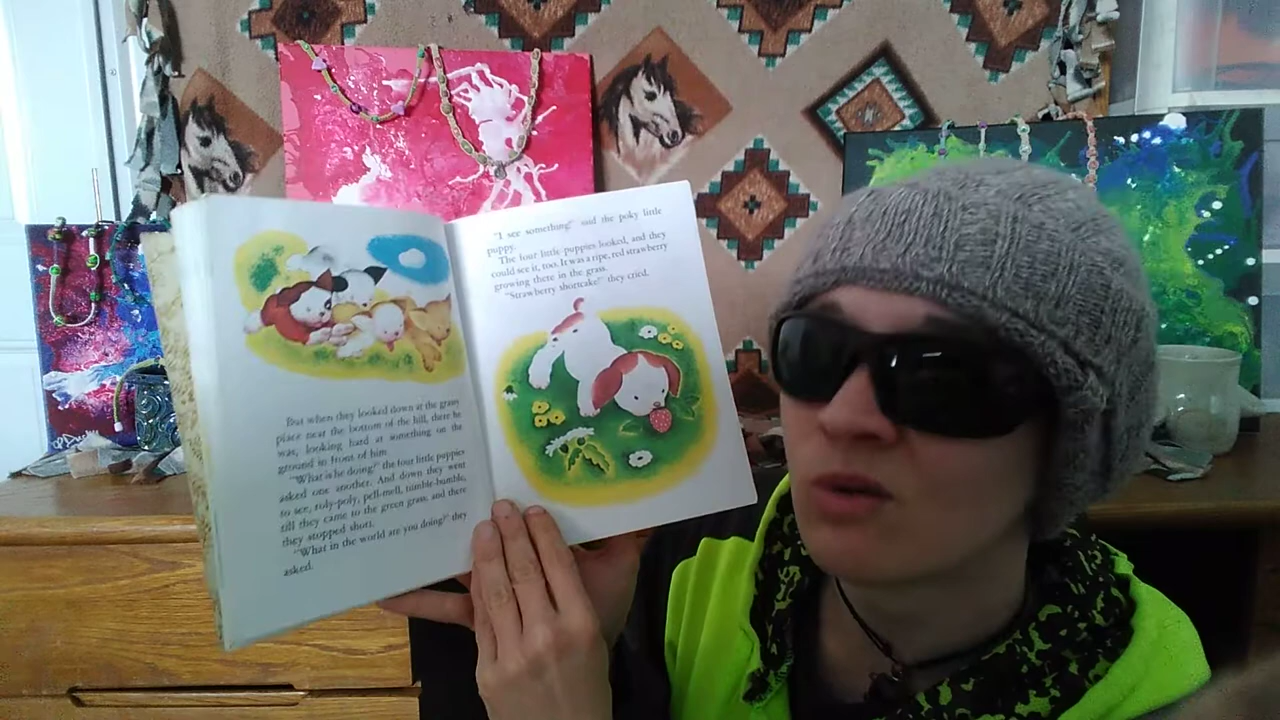 But when they looked down at the grassy
place near the bottom of the hill, there he
was, looking hard at something on the
ground in front of him.
"What is he doing?" the four little puppies
asked one another. And down they went
to see, roly-poly, pell-mell, tumble-bumble,
till they came to the green grass; and there
they stopped short.
"What in the world are you doing?" they
asked.
"I see something!" said the poky little
puppy.
The four little puppies looked, and they
could see it, too. It was a ripe, red strawberry
growing there in the grass.
"Strawberry shortcake!" they cried.